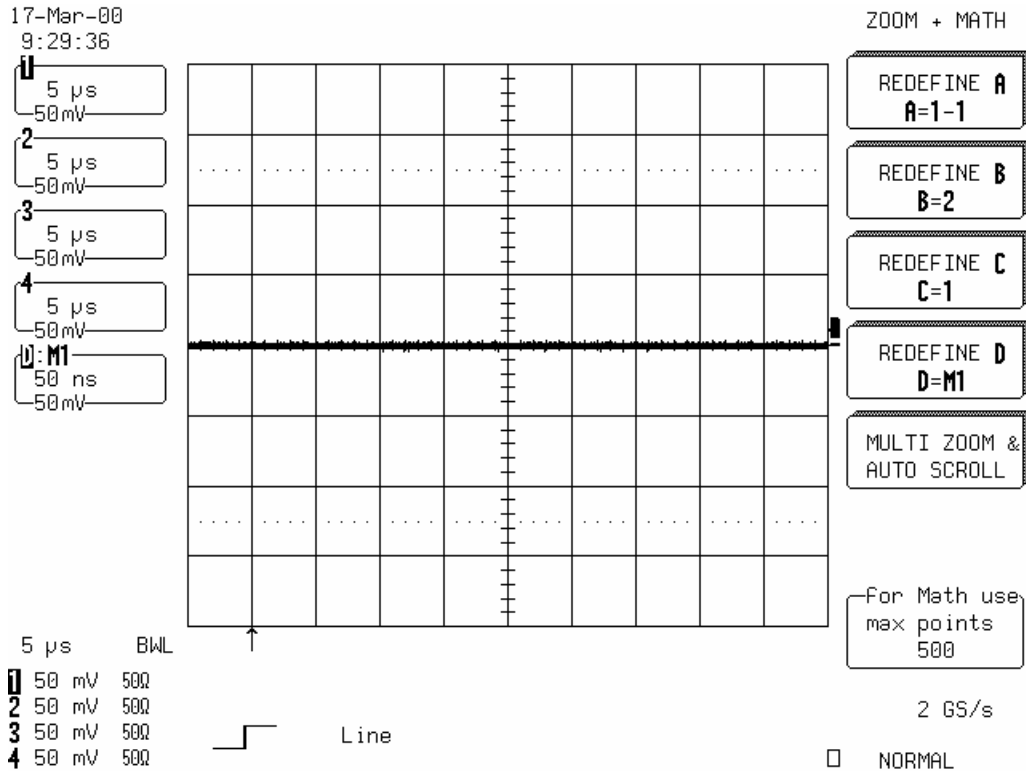 17-Mar-00
9:29:36
1
5 µs
50mV
2
5 µs
50mV
3
5 µs
50mV
4
5 µs
50mV
D:M1
50 ns
50mV
5 µs BWL
1 50 mV 50Ω
2 50 mV 50Ω
3 50 mV 50Ω
4 50 mV 50Ω
Line
ZOOM + MATH
REDEFINE A
A=1-1
REDEFINE B
B=2
REDEFINE C
C=1
REDEFINE D
D=M1
MULTI ZOOM &
AUTO SCROLL
For Math use
max points
500
2 GS/s
NORMAL